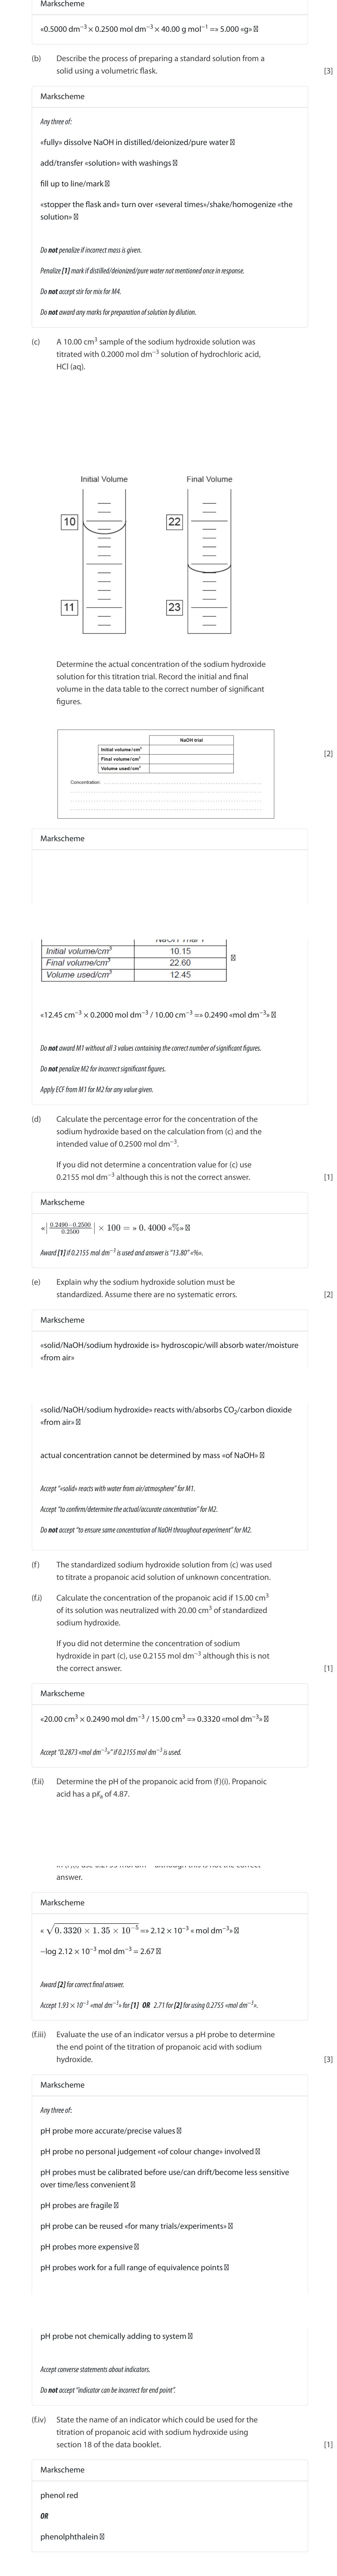 Markscheme
«0.5000 dm⁻³ × 0.2500 mol dm⁻³ × 40.00 g mol⁻¹ =» 5.000 «g»
(b) Describe the process of preparing a standard solution from a
solid using a volumetric flask. [3]
Markscheme
Any three of:
«fully» dissolve NaOH in distilled/deionized/pure water
add/transfer «solution» with washings
fill up to line/mark
«stopper the flask and» turn over «several times»/shake/homogenize «the
solution»
Do not penalize if incorrect mass is given.
Penalize [1] mark if distilled/deionized/pure water not mentioned once in response.
Do not accept stir for mix for M4.
Do not award any marks for preparation of solution by dilution.
(c) A 10.00 cm³ sample of the sodium hydroxide solution was
titrated with 0.2000 mol dm⁻³ solution of hydrochloric acid,
HCl (aq).
Initial Volume Final Volume
10 22
11 23
Determine the actual concentration of the sodium hydroxide
solution for this titration trial. Record the initial and final
volume in the data table to the correct number of significant
figures.
[2]
NaOH trial
Initial volume/cm³
Final volume/cm³
Volume used/cm³
Concentration:
Markscheme
Initial volume/cm³ 10.15
Final volume/cm³ 22.60
Volume used/cm³ 12.45
«12.45 cm⁻³ × 0.2000 mol dm⁻³ / 10.00 cm⁻³ =» 0.2490 «mol dm⁻³»
Do not award M1 without all 3 values containing the correct number of significant figures.
Do not penalize M2 for incorrect significant figures.
Apply ECF from M1 for M2 for any value given.
(d) Calculate the percentage error for the concentration of the
sodium hydroxide based on the calculation from (c) and the
intended value of 0.2500 mol dm⁻³.
If you did not determine a concentration value for (c) use
0.2155 mol dm⁻³ although this is not the correct answer. [1]
Markscheme
«|(0.2490−0.2500)/0.2500| × 100 = » 0.4000 «%»
Award [1] if 0.2155 mol dm⁻³ is used and answer is "13.80" «%».
(e) Explain why the sodium hydroxide solution must be
standardized. Assume there are no systematic errors. [2]
Markscheme
«solid/NaOH/sodium hydroxide is» hydroscopic/will absorb water/moisture
«from air»
«solid/NaOH/sodium hydroxide» reacts with/absorbs CO₂/carbon dioxide
«from air»
actual concentration cannot be determined by mass «of NaOH»
Accept "«solid» reacts with water from air/atmosphere" for M1.
Accept "to confirm/determine the actual/accurate concentration" for M2.
Do not accept "to ensure same concentration of NaOH throughout experiment" for M2.
(f) The standardized sodium hydroxide solution from (c) was used
to titrate a propanoic acid solution of unknown concentration.
(f.i) Calculate the concentration of the propanoic acid if 15.00 cm³
of its solution was neutralized with 20.00 cm³ of standardized
sodium hydroxide.
If you did not determine the concentration of sodium
hydroxide in part (c), use 0.2155 mol dm⁻³ although this is not
the correct answer. [1]
Markscheme
«20.00 cm³ × 0.2490 mol dm⁻³ / 15.00 cm³ =» 0.3320 «mol dm⁻³»
Accept "0.2873 «mol dm⁻³»" if 0.2155 mol dm⁻³ is used.
(f.ii) Determine the pH of the propanoic acid from (f)(i). Propanoic
acid has a pKₐ of 4.87.
answer.
Markscheme
« √(0.3320 × 1.35 × 10⁻⁵) =» 2.12 × 10⁻³ « mol dm⁻³»
−log 2.12 × 10⁻³ mol dm⁻³ = 2.67
Award [2] for correct final answer.
Accept 1.93 × 10⁻³ «mol dm⁻³» for [1] OR 2.71 for [2] for using 0.2755 «mol dm⁻³».
(f.iii) Evaluate the use of an indicator versus a pH probe to determine
the end point of the titration of propanoic acid with sodium
hydroxide. [3]
Markscheme
Any three of:
pH probe more accurate/precise values
pH probe no personal judgement «of colour change» involved
pH probes must be calibrated before use/can drift/become less sensitive
over time/less convenient
pH probes are fragile
pH probe can be reused «for many trials/experiments»
pH probes more expensive
pH probes work for a full range of equivalence points
pH probe not chemically adding to system
Accept converse statements about indicators.
Do not accept "indicator can be incorrect for end point".
(f.iv) State the name of an indicator which could be used for the
titration of propanoic acid with sodium hydroxide using
section 18 of the data booklet. [1]
Markscheme
phenol red
OR
phenolphthalein